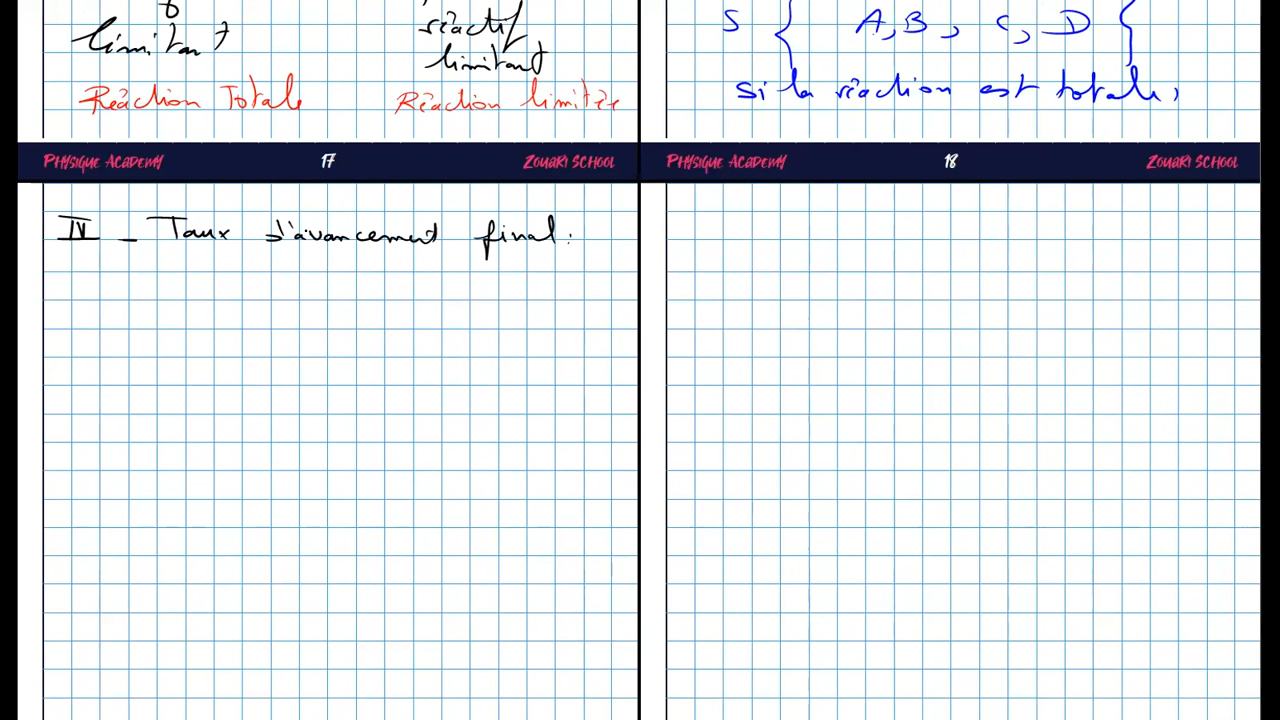 limitant
Réaction Totale
réactif
limitant
Réaction limitée
S { A, B, C, D }
si la réaction est totale,
PHYSIQUE ACADEMY 17 ZOUARI SCHOOL
PHYSIQUE ACADEMY 18 ZOUARI SCHOOL
IV - Taux d'avancement final :